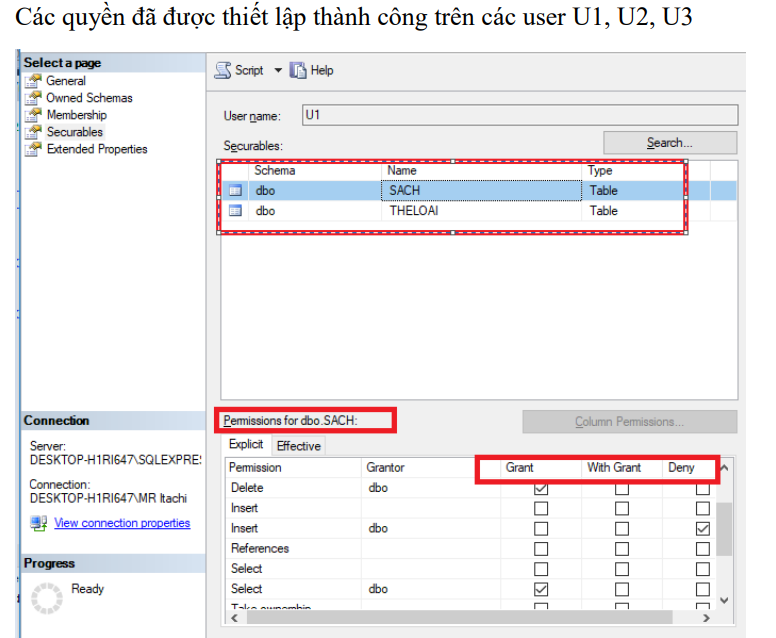 Các quyền đã được thiết lập thành công trên các user U1, U2, U3
Select a page
General
Owned Schemas
Membership
Securables
Extended Properties
Script Help
User name: U1
Securables: Search...
Schema Name Type
dbo SACH Table
dbo THELOAI Table
Connection
Server:
DESKTOP-H1RI647\SQLEXPRE
Connection:
DESKTOP-H1RI647\MR Itachi
View connection properties
Progress
Ready
Permissions for dbo.SACH: Column Permissions...
Explicit Effective
Permission Grantor Grant With Grant Deny
Delete dbo
Insert
Insert dbo
References
Select
Select dbo
Take ownership